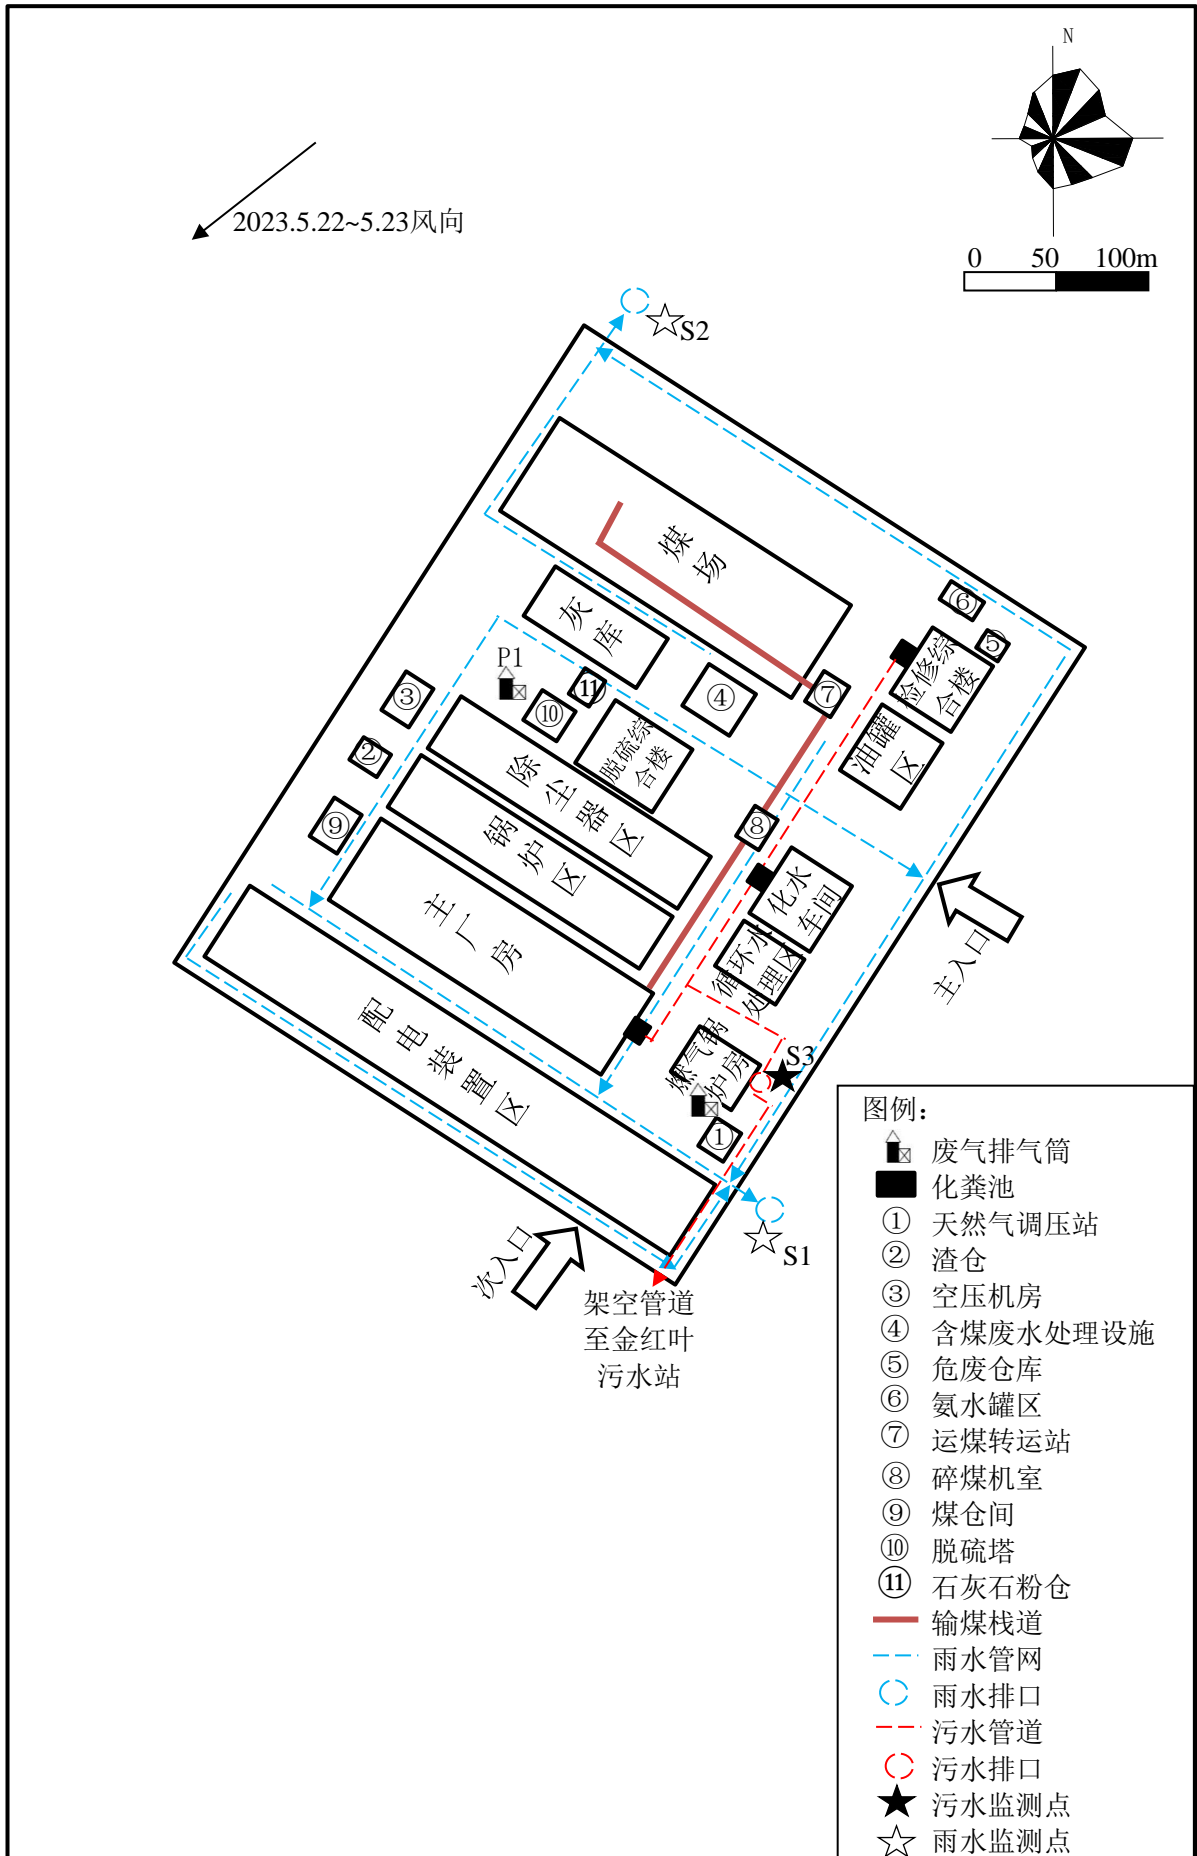 N
2023.5.22~5.23风向
0 50 100m
S2
煤场
⑥
⑤
灰库
检修综
合楼
P1
⑪
④
⑦
③
⑩
油罐
区
脱硫综
合楼
②
除尘器区
⑨
锅炉区
⑧
化水
车间
主厂房
循环水
处理区
主入口
配电装置区
燃气锅
炉房
S3
①
S1
次入口
架空管道
至金红叶
污水站
图例：
废气排气筒
化粪池
① 天然气调压站
② 渣仓
③ 空压机房
④ 含煤废水处理设施
⑤ 危废仓库
⑥ 氨水罐区
⑦ 运煤转运站
⑧ 碎煤机室
⑨ 煤仓间
⑩ 脱硫塔
⑪ 石灰石粉仓
输煤栈道
雨水管网
雨水排口
污水管道
污水排口
污水监测点
雨水监测点